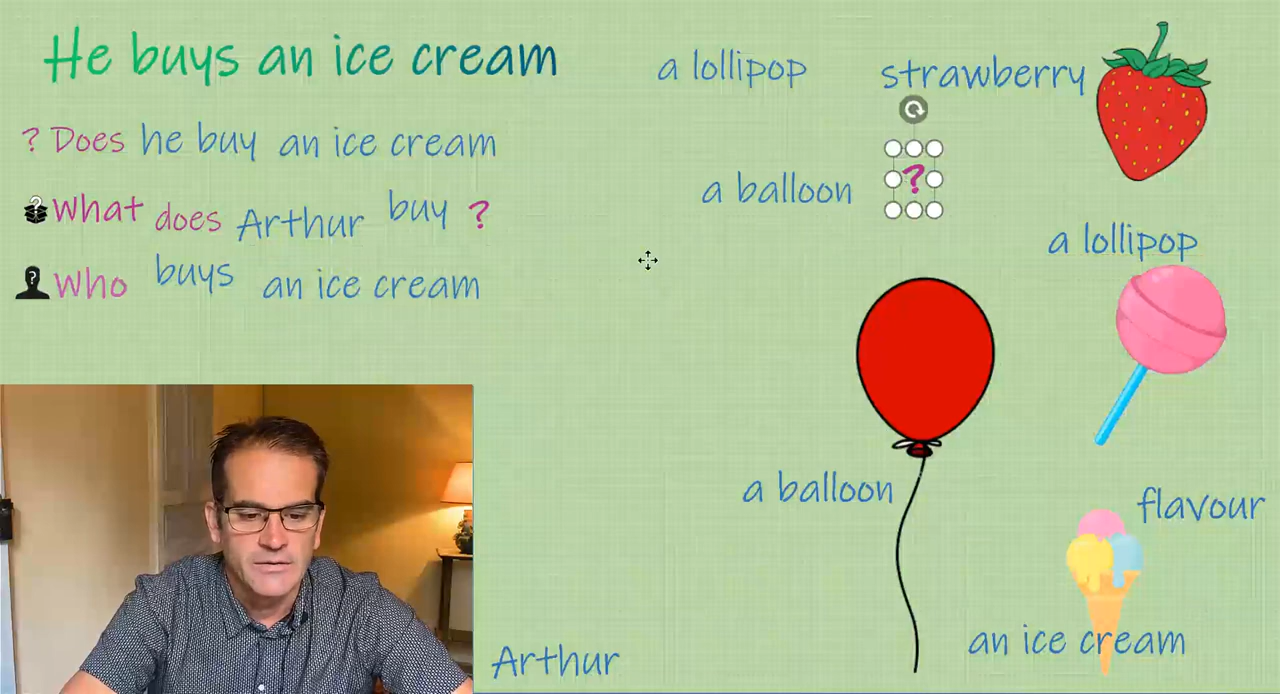 He buys an ice cream
a lollipop
strawberry
? Does he buy an ice cream
a balloon
?
? What does Arthur buy ?
a lollipop
? Who buys an ice cream
a balloon
flavour
an ice cream
Arthur